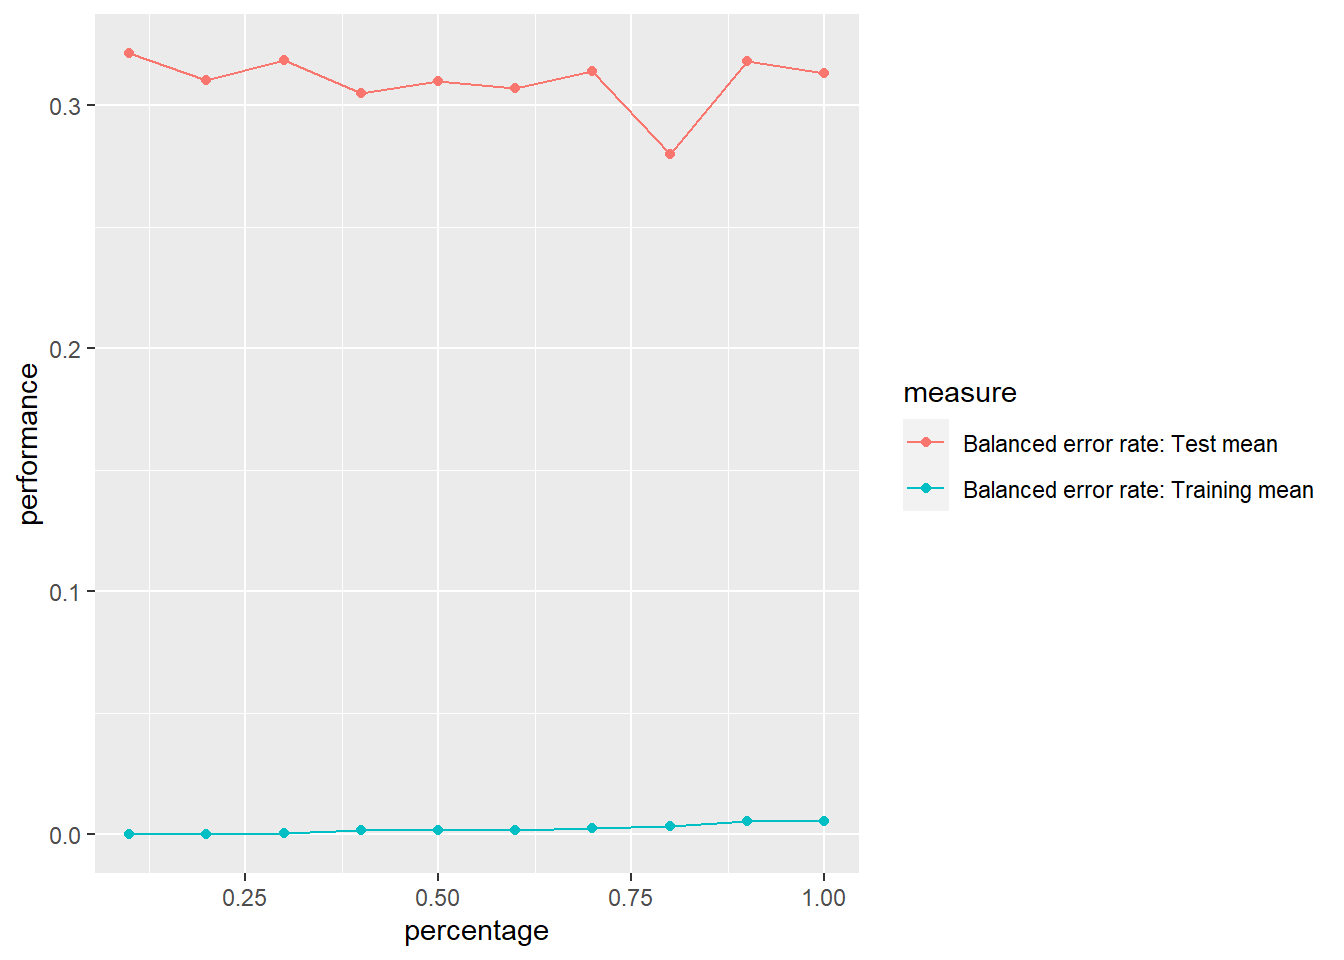 performance
0.3
0.2
0.1
0.0
0.25
0.50
0.75
1.00
percentage
measure
Balanced error rate: Test mean
Balanced error rate: Training mean